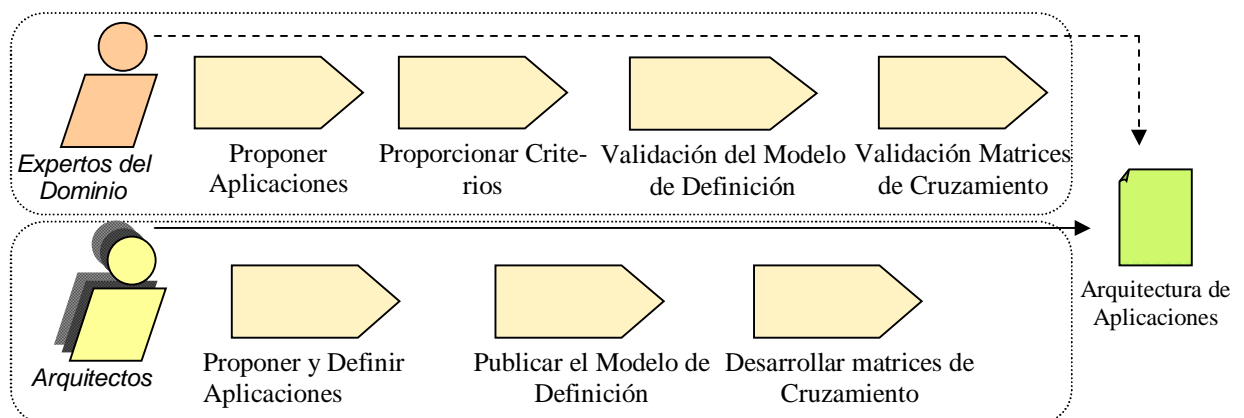 Expertos del
Dominio
Proponer
Aplicaciones
Proporcionar Crite-
rios
Validación del Modelo
de Definición
Validación Matrices
de Cruzamiento
Arquitectos
Proponer y Definir
Aplicaciones
Publicar el Modelo de
Definición
Desarrollar matrices de
Cruzamiento
Arquitectura de
Aplicaciones